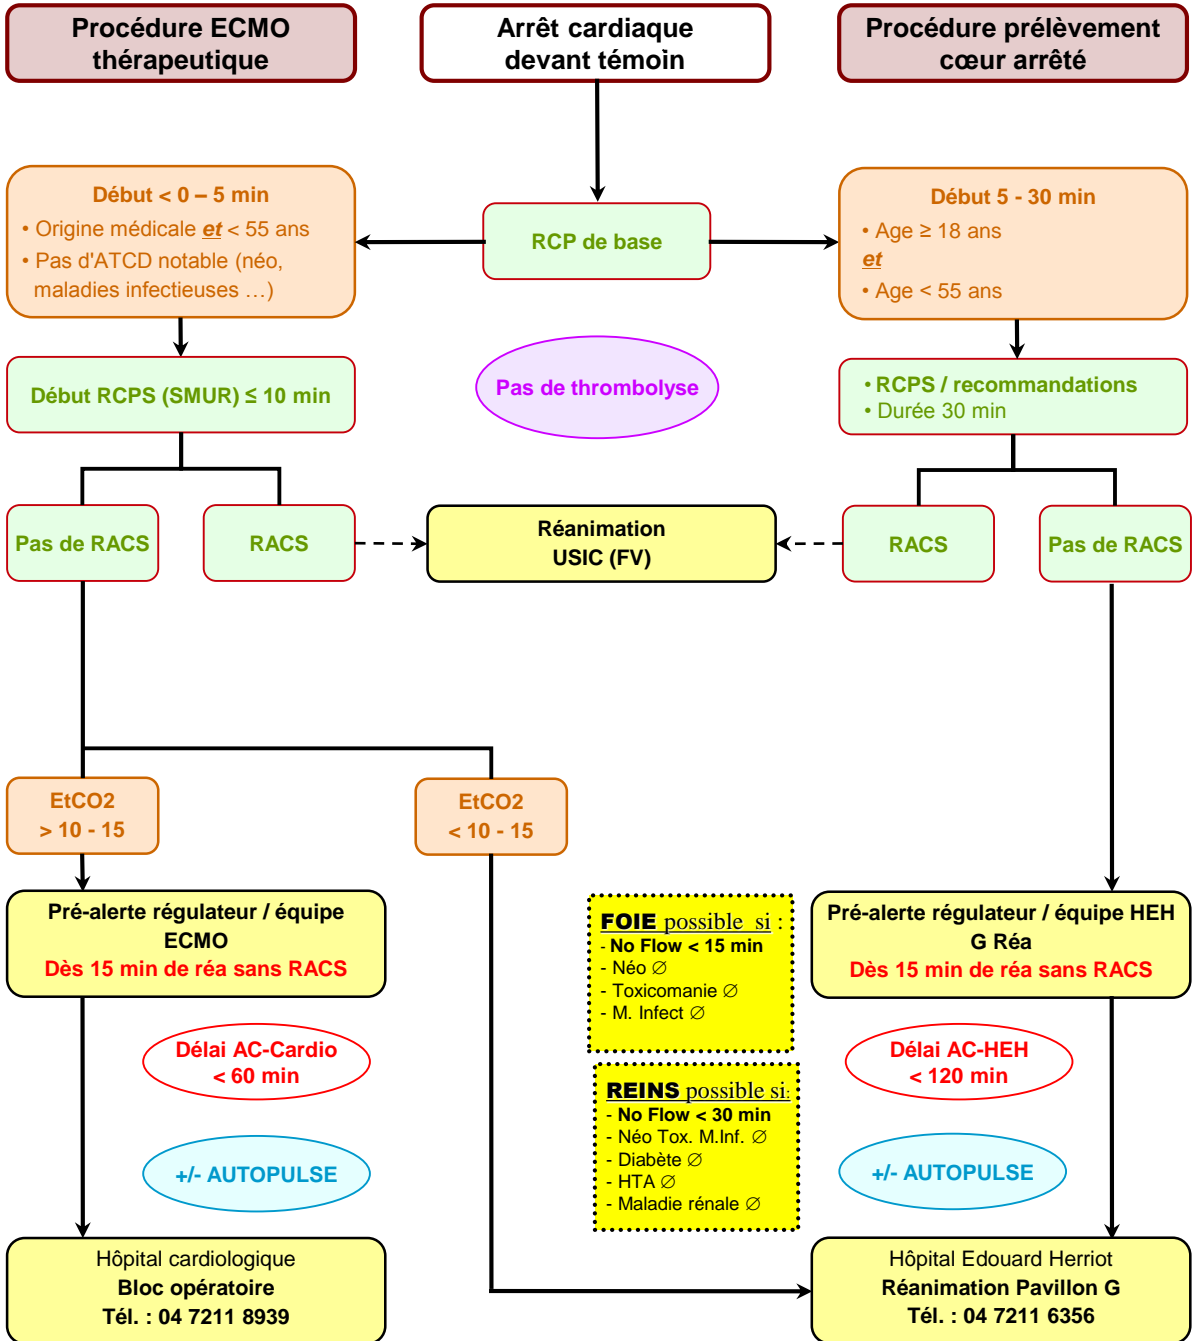 Procédure ECMO
thérapeutique
Arrêt cardiaque
devant témoin
Procédure prélèvement
cœur arrêté
Début < 0 – 5 min
• Origine médicale et < 55 ans
• Pas d'ATCD notable (néo,
maladies infectieuses …)
RCP de base
Début 5 - 30 min
• Age ≥ 18 ans
et
• Age < 55 ans
Début RCPS (SMUR) ≤ 10 min
Pas de thrombolyse
• RCPS / recommandations
• Durée 30 min
Pas de RACS
RACS
Réanimation
USIC (FV)
RACS
Pas de RACS
EtCO2
> 10 - 15
EtCO2
< 10 - 15
Pré-alerte régulateur / équipe
ECMO
Dès 15 min de réa sans RACS
FOIE possible si :
- No Flow < 15 min
- Néo ∅
- Toxicomanie ∅
- M. Infect ∅
Pré-alerte régulateur / équipe HEH
G Réa
Dès 15 min de réa sans RACS
Délai AC-Cardio
< 60 min
Délai AC-HEH
< 120 min
REINS possible si:
- No Flow < 30 min
- Néo Tox. M.Inf. ∅
- Diabète ∅
- HTA ∅
- Maladie rénale ∅
+/- AUTOPULSE
+/- AUTOPULSE
Hôpital cardiologique
Bloc opératoire
Tél. : 04 7211 8939
Hôpital Edouard Herriot
Réanimation Pavillon G
Tél. : 04 7211 6356